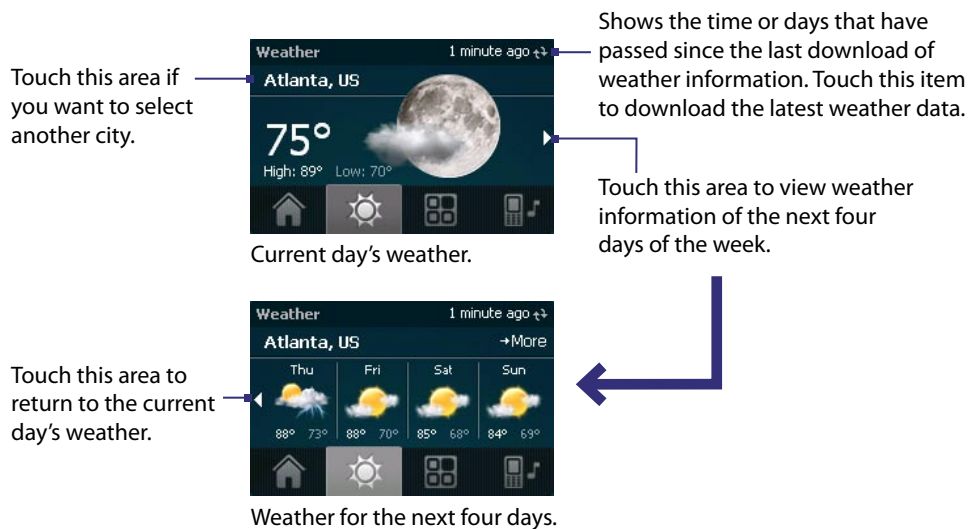 Touch this area if
you want to select
another city.
Weather 1 minute ago
Atlanta, US
75°
High: 89° Low: 70°
Current day's weather.
Shows the time or days that have
passed since the last download of
weather information. Touch this item
to download the latest weather data.
Touch this area to view weather
information of the next four
days of the week.
Touch this area to
return to the current
day's weather.
Weather 1 minute ago
Atlanta, US →More
Thu Fri Sat Sun
88° 73° 88° 70° 85° 68° 84° 69°
Weather for the next four days.